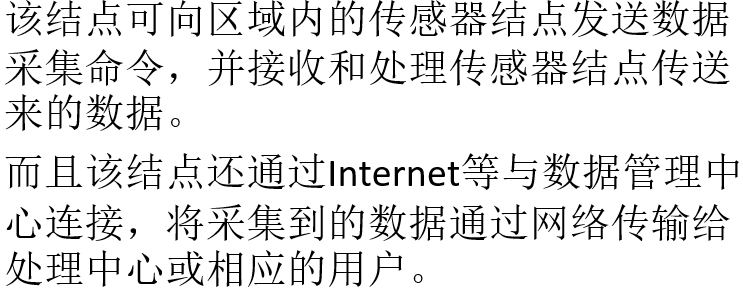 该结点可向区域内的传感器结点发送数据
采集命令，并接收和处理传感器结点传送
来的数据。
而且该结点还通过Internet等与数据管理中
心连接，将采集到的数据通过网络传输给
处理中心或相应的用户。